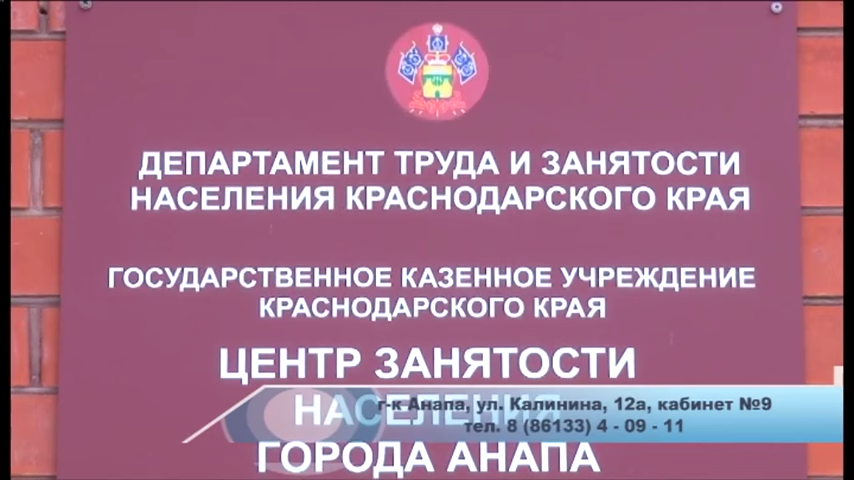 ДЕПАРТАМЕНТ ТРУДА И ЗАНЯТОСТИ
НАСЕЛЕНИЯ КРАСНОДАРСКОГО КРАЯ
ГОСУДАРСТВЕННОЕ КАЗЕННОЕ УЧРЕЖДЕНИЕ
КРАСНОДАРСКОГО КРАЯ
ЦЕНТР ЗАНЯТОСТИ
НАСЕЛЕНИЯ
ГОРОДА АНАПА
г-к Анапа, ул. Калинина, 12а, кабинет №9
тел. 8 (86133) 4 - 09 - 11